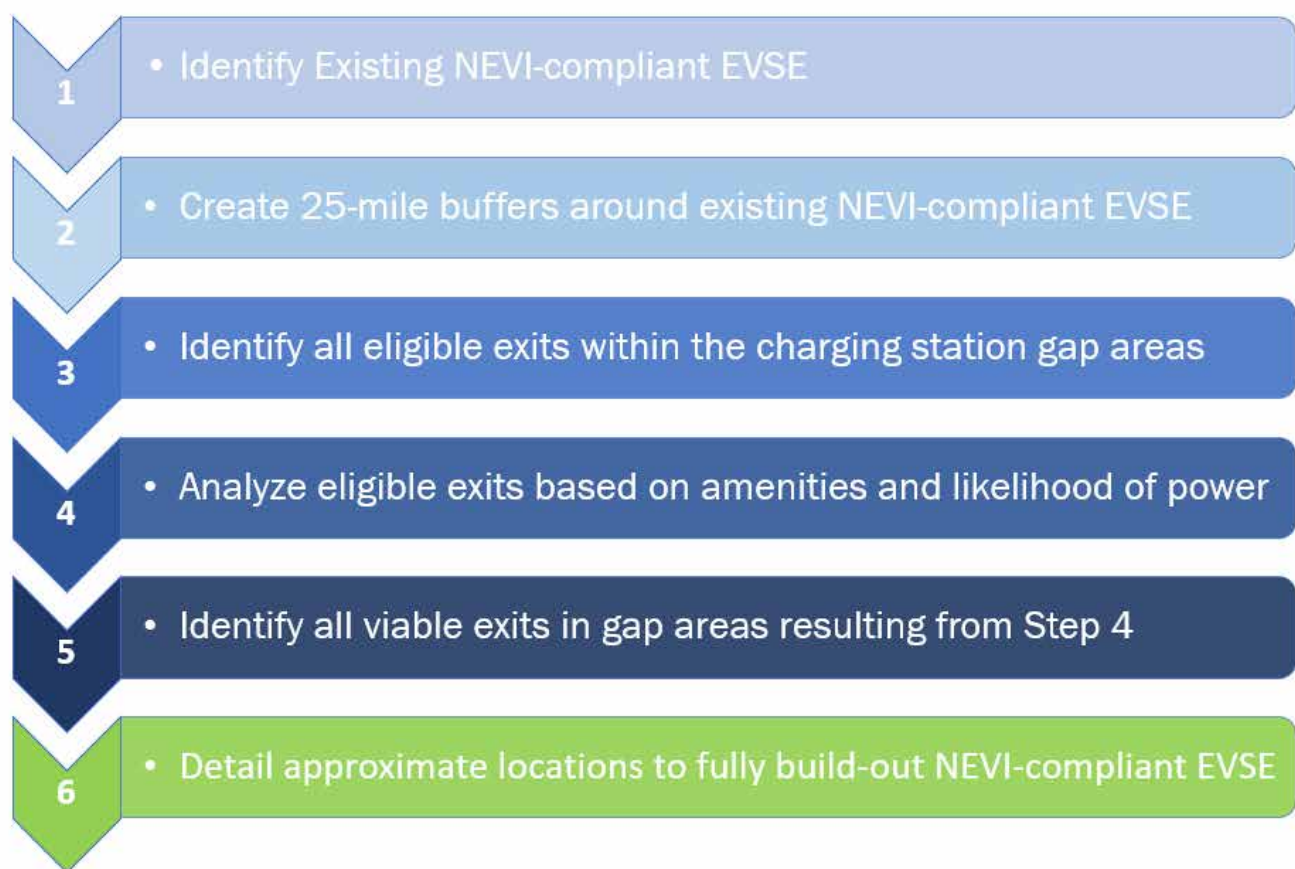 1
• Identify Existing NEVI-compliant EVSE
2
• Create 25-mile buffers around existing NEVI-compliant EVSE
3
• Identify all eligible exits within the charging station gap areas
4
• Analyze eligible exits based on amenities and likelihood of power
5
• Identify all viable exits in gap areas resulting from Step 4
6
• Detail approximate locations to fully build-out NEVI-compliant EVSE